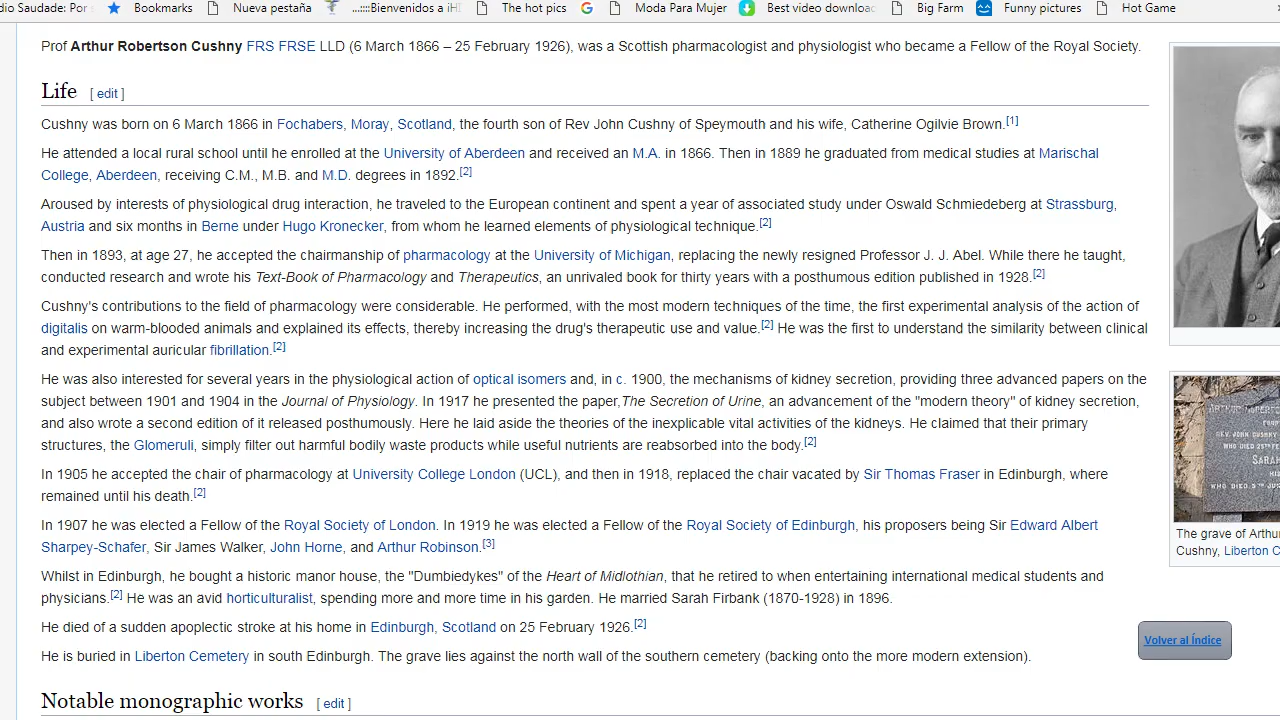 dio Saudade: Por Bookmarks Nueva pestaña ....:::Bienvenidos a iHI The hot pics Moda Para Mujer Best video downloac Big Farm Funny pictures Hot Game
Prof Arthur Robertson Cushny FRS FRSE LLD (6 March 1866 – 25 February 1926), was a Scottish pharmacologist and physiologist who became a Fellow of the Royal Society.
Life [ edit ]
Cushny was born on 6 March 1866 in Fochabers, Moray, Scotland, the fourth son of Rev John Cushny of Speymouth and his wife, Catherine Ogilvie Brown.[1]
He attended a local rural school until he enrolled at the University of Aberdeen and received an M.A. in 1866. Then in 1889 he graduated from medical studies at Marischal
College, Aberdeen, receiving C.M., M.B. and M.D. degrees in 1892.[2]
Aroused by interests of physiological drug interaction, he traveled to the European continent and spent a year of associated study under Oswald Schmiedeberg at Strassburg,
Austria and six months in Berne under Hugo Kronecker, from whom he learned elements of physiological technique.[2]
Then in 1893, at age 27, he accepted the chairmanship of pharmacology at the University of Michigan, replacing the newly resigned Professor J. J. Abel. While there he taught,
conducted research and wrote his Text-Book of Pharmacology and Therapeutics, an unrivaled book for thirty years with a posthumous edition published in 1928.[2]
Cushny's contributions to the field of pharmacology were considerable. He performed, with the most modern techniques of the time, the first experimental analysis of the action of
digitalis on warm-blooded animals and explained its effects, thereby increasing the drug's therapeutic use and value.[2] He was the first to understand the similarity between clinical
and experimental auricular fibrillation.[2]
He was also interested for several years in the physiological action of optical isomers and, in c. 1900, the mechanisms of kidney secretion, providing three advanced papers on the
subject between 1901 and 1904 in the Journal of Physiology. In 1917 he presented the paper,The Secretion of Urine, an advancement of the "modern theory" of kidney secretion,
and also wrote a second edition of it released posthumously. Here he laid aside the theories of the inexplicable vital activities of the kidneys. He claimed that their primary
structures, the Glomeruli, simply filter out harmful bodily waste products while useful nutrients are reabsorbed into the body.[2]
In 1905 he accepted the chair of pharmacology at University College London (UCL), and then in 1918, replaced the chair vacated by Sir Thomas Fraser in Edinburgh, where
remained until his death.[2]
In 1907 he was elected a Fellow of the Royal Society of London. In 1919 he was elected a Fellow of the Royal Society of Edinburgh, his proposers being Sir Edward Albert
Sharpey-Schafer, Sir James Walker, John Horne, and Arthur Robinson.[3]
Whilst in Edinburgh, he bought a historic manor house, the "Dumbiedykes" of the Heart of Midlothian, that he retired to when entertaining international medical students and
physicians.[2] He was an avid horticulturalist, spending more and more time in his garden. He married Sarah Firbank (1870-1928) in 1896.
He died of a sudden apoplectic stroke at his home in Edinburgh, Scotland on 25 February 1926.[2]
He is buried in Liberton Cemetery in south Edinburgh. The grave lies against the north wall of the southern cemetery (backing onto the more modern extension).
Notable monographic works [ edit ]
REV. JOHN CUSHNY
SARAH
The grave of Arthu
Cushny, Liberton C
Volver al Índice